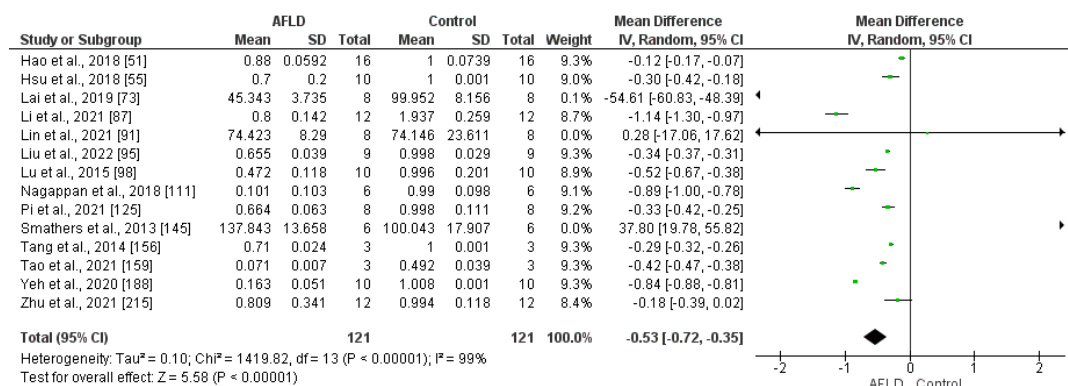 AFLD Control Mean Difference Mean Difference
Study or Subgroup Mean SD Total Mean SD Total Weight IV, Random, 95% CI IV, Random, 95% CI
Hao et al., 2018 [51] 0.88 0.0592 16 1 0.0739 16 9.3% -0.12 [-0.17, -0.07]
Hsu et al., 2018 [55] 0.7 0.2 10 1 0.001 10 9.0% -0.30 [-0.42, -0.18]
Lai et al., 2019 [73] 45.343 3.735 8 99.952 8.156 8 0.1% -54.61 [-60.83, -48.39]
Li et al., 2021 [87] 0.8 0.142 12 1.937 0.259 12 8.7% -1.14 [-1.30, -0.97]
Lin et al., 2021 [91] 74.423 8.29 8 74.146 23.611 8 0.0% 0.28 [-17.06, 17.62]
Liu et al., 2022 [95] 0.655 0.039 9 0.998 0.029 9 9.3% -0.34 [-0.37, -0.31]
Lu et al., 2015 [98] 0.472 0.118 10 0.996 0.201 10 8.9% -0.52 [-0.67, -0.38]
Nagappan et al., 2018 [111] 0.101 0.103 6 0.99 0.098 6 9.1% -0.89 [-1.00, -0.78]
Pi et al., 2021 [125] 0.664 0.063 8 0.998 0.111 8 9.2% -0.33 [-0.42, -0.25]
Smathers et al., 2013 [145] 137.843 13.658 6 100.043 17.907 6 0.0% 37.80 [19.78, 55.82]
Tang et al., 2014 [156] 0.71 0.024 3 1 0.001 3 9.3% -0.29 [-0.32, -0.26]
Tao et al., 2021 [159] 0.071 0.007 3 0.492 0.039 3 9.3% -0.42 [-0.47, -0.38]
Yeh et al., 2020 [188] 0.163 0.051 10 1.008 0.001 10 9.3% -0.84 [-0.88, -0.81]
Zhu et al., 2021 [215] 0.809 0.341 12 0.994 0.118 12 8.4% -0.18 [-0.39, 0.02]
Total (95% CI) 121 121 100.0% -0.53 [-0.72, -0.35]
Heterogeneity: Tau² = 0.10; Chi² = 1419.82, df = 13 (P < 0.00001); I² = 99%
Test for overall effect: Z = 5.58 (P < 0.00001)
-2 -1 0 1 2
AFLD Control